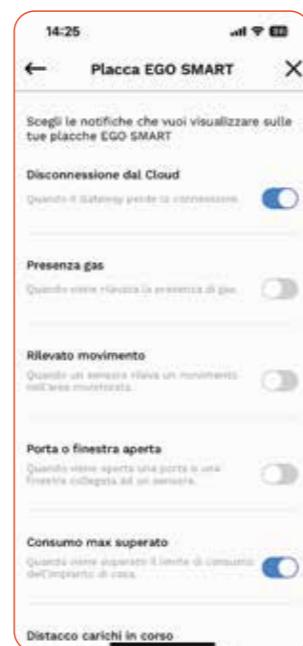 14:25
Placca EGO SMART
Scegli le notifiche che vuoi visualizzare sulle
tue placche EGO SMART
Disconnessione dal Cloud
Quando il Gateway perde la connessione.
Presenza gas
Quando viene rilevata la presenza di gas.
Rilevato movimento
Quando un sensore rileva un movimento
nell'area monitorata.
Porta o finestra aperta
Quando viene aperta una porta o una
finestra collegata ad un sensore.
Consumo max superato
Quando viene superato il limite di consumo
dell'impianto di casa.
Distacco carichi in corso